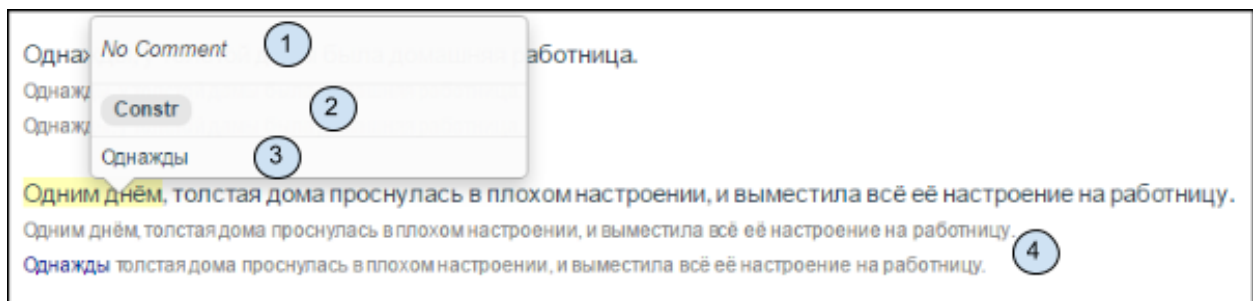 No Comment 1
Однаж работница.
Однажд
Constr 2
Однажд
Однажды 3
Одним днём, толстая дома проснулась в плохом настроении, и выместила всё её настроение на работницу.
Одним днём, толстая дома проснулась в плохом настроении, и выместила всё её настроение на работницу.
4
Однажды толстая дома проснулась в плохом настроении, и выместила всё её настроение на работницу.